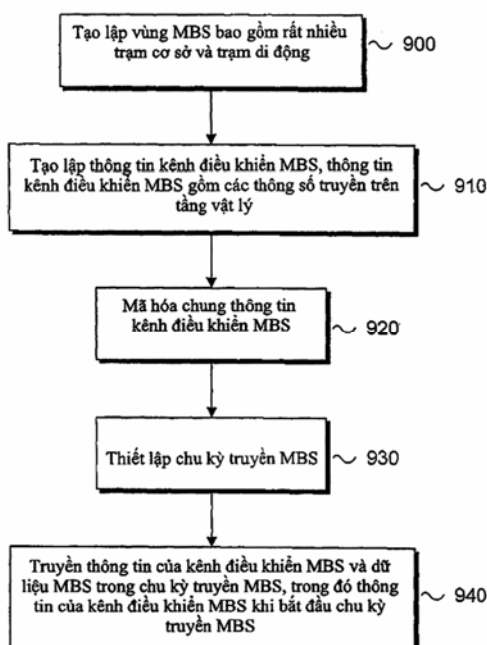 Tạo lập vùng MBS bao gồm rất nhiều
trạm cơ sở và trạm di động
900
Tạo lập thông tin kênh điều khiển MBS, thông tin
kênh điều khiển MBS gồm các thông số truyền trên
tầng vật lý
910
Mã hóa chung thông tin
kênh điều khiển MBS
920
Thiết lập chu kỳ truyền MBS
930
Truyền thông tin của kênh điều khiển MBS và dữ
liệu MBS trong chu kỳ truyền MBS, trong đó thông
tin của kênh điều khiển MBS khi bắt đầu chu kỳ
truyền MBS
940